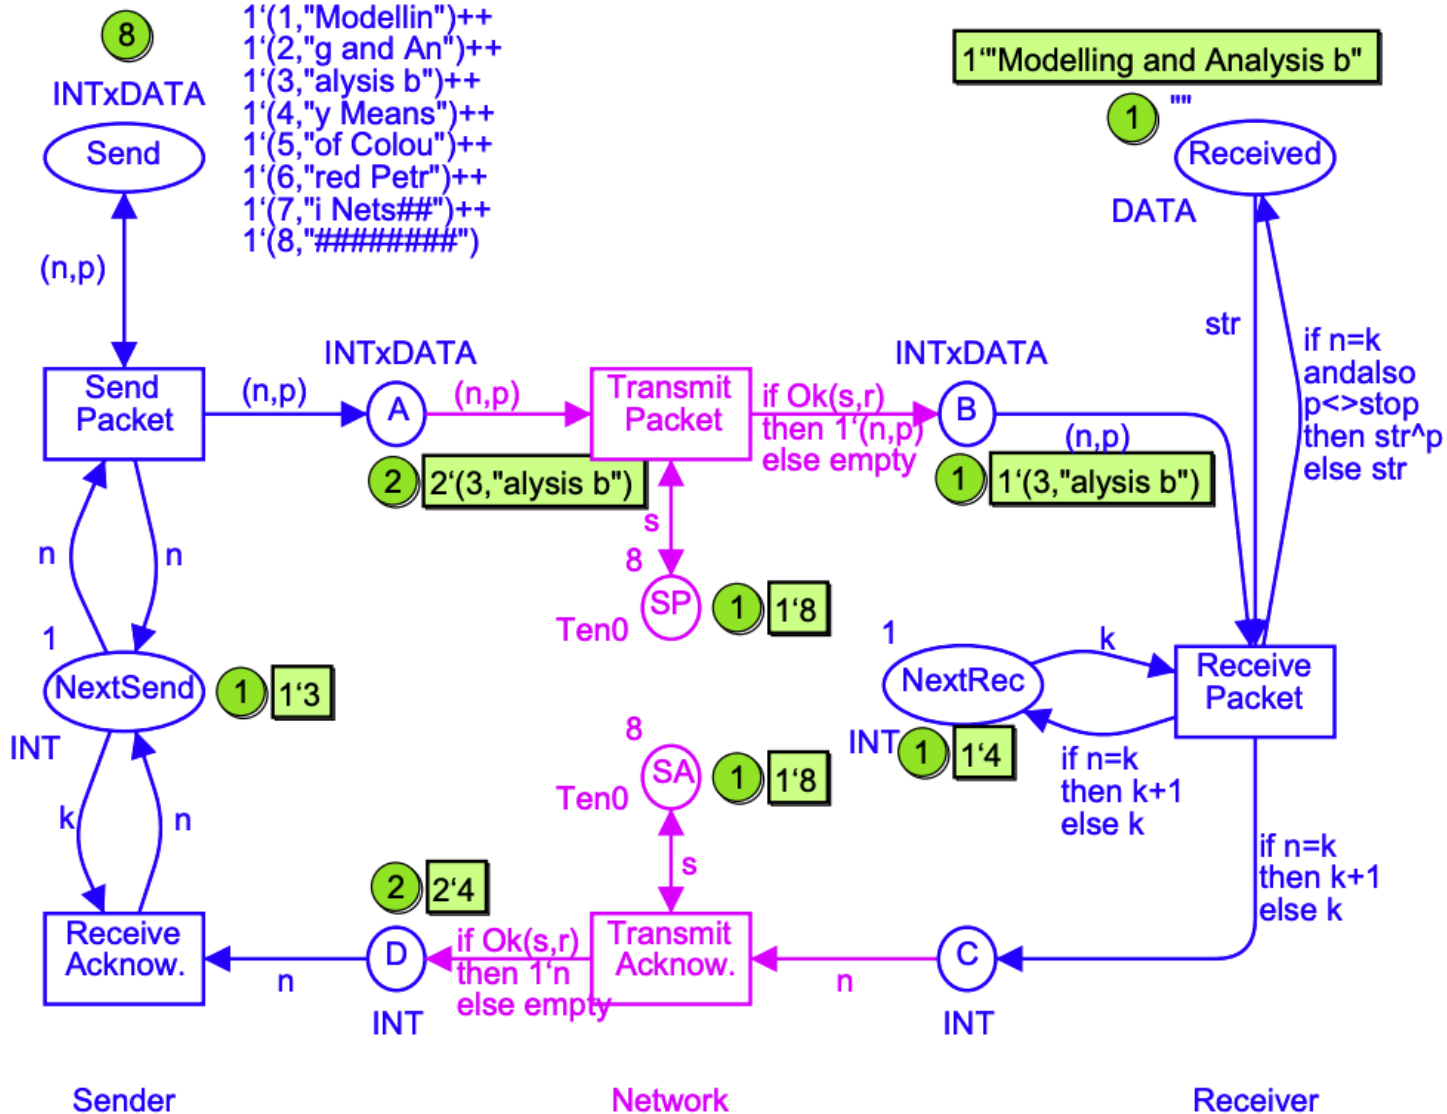 8
INTxDATA
Send
1‘(1,"Modellin")++
1‘(2,"g and An")++
1‘(3,"alysis b")++
1‘(4,"y Means")++
1‘(5,"of Colou")++
1‘(6,"red Petr")++
1‘(7,"i Nets##")++
1‘(8,"########")
1‘"Modelling and Analysis b"
1
""
Received
DATA
(n,p)
str
if n=k
andalso
p<>stop
then str^p
else str
Send
Packet
(n,p)
INTxDATA
A
(n,p)
2
2‘(3,"alysis b")
Transmit
Packet
if Ok(s,r)
then 1‘(n,p)
else empty
INTxDATA
B
(n,p)
1
1‘(3,"alysis b")
s
8
SP
Ten0
1
1‘8
n
n
1
NextSend
INT
1
1‘3
1
NextRec
INT
1
1‘4
k
if n=k
then k+1
else k
Receive
Packet
8
SA
Ten0
1
1‘8
s
k
n
if n=k
then k+1
else k
Receive
Acknow.
n
2
2‘4
D
INT
if Ok(s,r)
then 1‘n
else empty
Transmit
Acknow.
n
C
INT
Sender
Network
Receiver